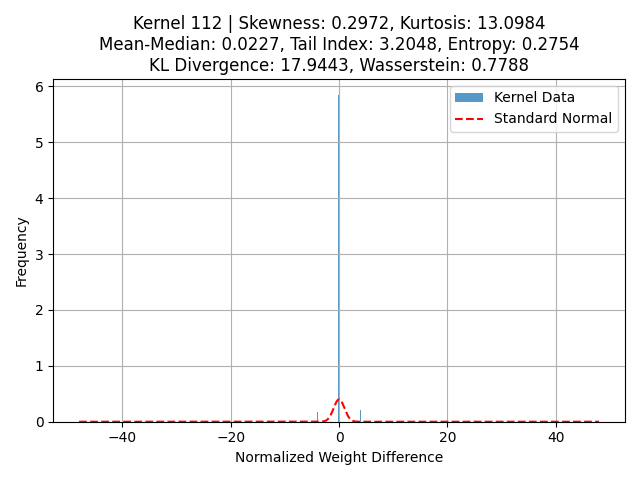 Kernel 112 | Skewness: 0.2972, Kurtosis: 13.0984
Mean-Median: 0.0227, Tail Index: 3.2048, Entropy: 0.2754
KL Divergence: 17.9443, Wasserstein: 0.7788
Kernel Data
Standard Normal
Frequency
6
5
4
3
2
1
0
−40 −20 0 20 40
Normalized Weight Difference